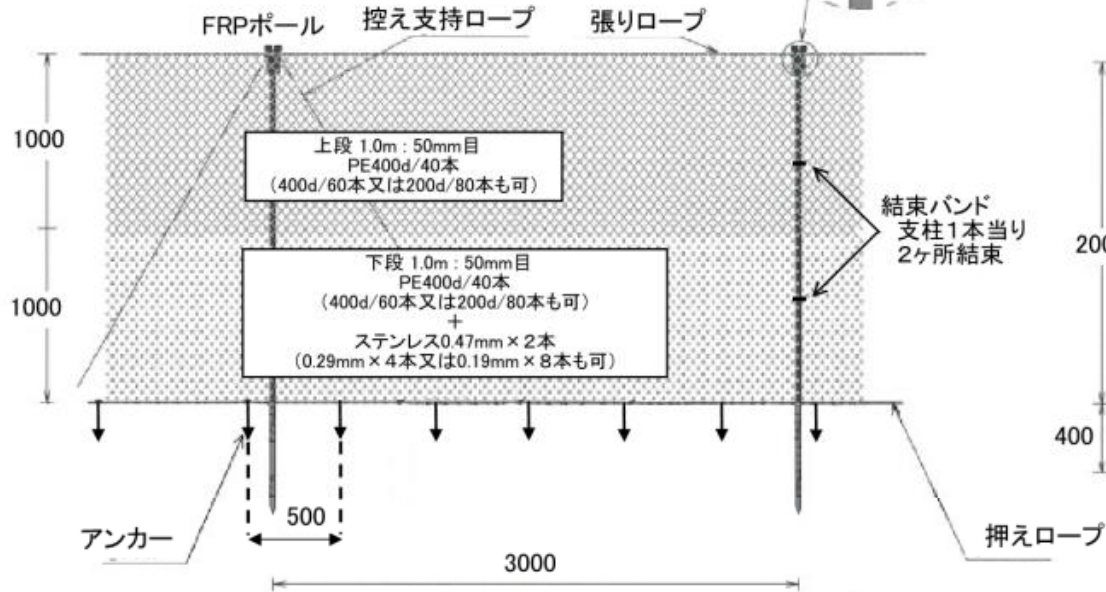 FRPポール
控え支持ロープ
張りロープ
1000
上段 1.0m : 50mm目
PE400d/40本
(400d/60本又は200d/80本も可)
結束バンド
支柱1本当り
2ヶ所結束
200
下段 1.0m : 50mm目
PE400d/40本
(400d/60本又は200d/80本も可)
+
ステンレス0.47mm×2本
(0.29mm×4本又は0.19mm×8本も可)
1000
400
アンカー
500
押えロープ
3000